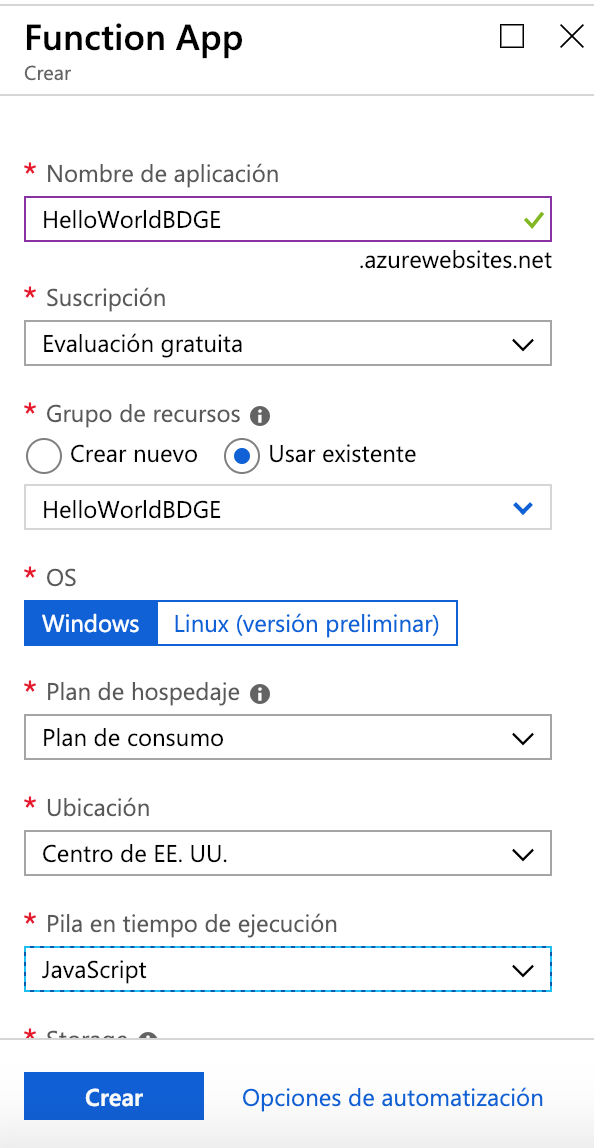 Function App
Crear
* Nombre de aplicación
HelloWorldBDGE
.azurewebsites.net
* Suscripción
Evaluación gratuita
* Grupo de recursos
Crear nuevo Usar existente
HelloWorldBDGE
* OS
Windows Linux (versión preliminar)
* Plan de hospedaje
Plan de consumo
* Ubicación
Centro de EE. UU.
* Pila en tiempo de ejecución
JavaScript
* Storage
Crear Opciones de automatización